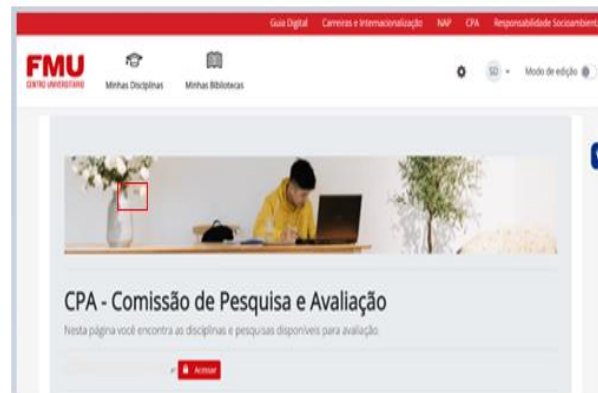 Guia Digital Carreiras e Internacionalização NAP CPA Responsabilidade Socioambient
FMU
CENTRO UNIVERSITÁRIO
Minhas Disciplinas Minhas Bibliotecas
SD Modo de edição
CPA - Comissão de Pesquisa e Avaliação
Nesta página você encontra as disciplinas e pesquisas disponíveis para avaliação.
Acessar